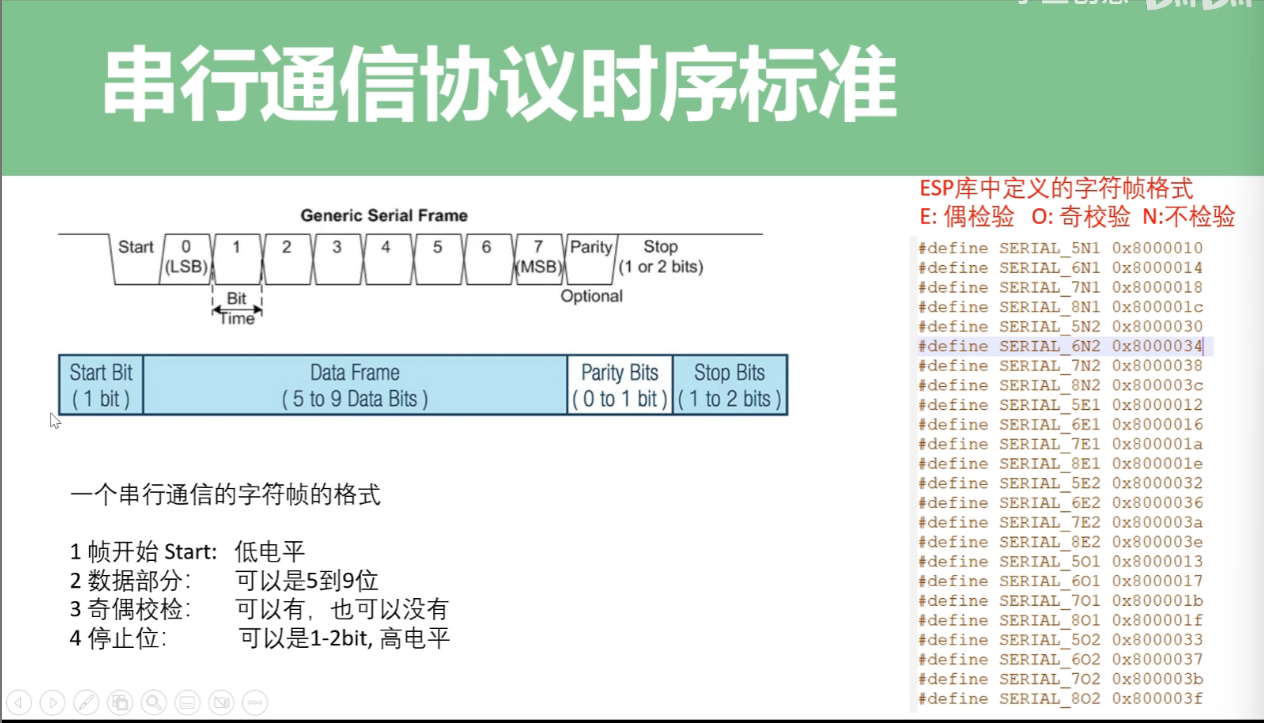 串行通信协议时序标准
Generic Serial Frame
Start 0 1 2 3 4 5 6 7 Parity Stop
(LSB) (MSB) (1 or 2 bits)
Bit
Time
Optional
Start Bit Data Frame Parity Bits Stop Bits
( 1 bit ) ( 5 to 9 Data Bits ) ( 0 to 1 bit ) ( 1 to 2 bits )
一个串行通信的字符帧的格式
1 帧开始 Start: 低电平
2 数据部分： 可以是5到9位
3 奇偶校检： 可以有，也可以没有
4 停止位： 可以是1-2bit, 高电平
ESP库中定义的字符帧格式
E: 偶检验 O: 奇校验 N:不检验
#define SERIAL_5N1 0x8000010
#define SERIAL_6N1 0x8000014
#define SERIAL_7N1 0x8000018
#define SERIAL_8N1 0x800001c
#define SERIAL_5N2 0x8000030
#define SERIAL_6N2 0x8000034
#define SERIAL_7N2 0x8000038
#define SERIAL_8N2 0x800003c
#define SERIAL_5E1 0x8000012
#define SERIAL_6E1 0x8000016
#define SERIAL_7E1 0x800001a
#define SERIAL_8E1 0x800001e
#define SERIAL_5E2 0x8000032
#define SERIAL_6E2 0x8000036
#define SERIAL_7E2 0x800003a
#define SERIAL_8E2 0x800003e
#define SERIAL_5O1 0x8000013
#define SERIAL_6O1 0x8000017
#define SERIAL_7O1 0x800001b
#define SERIAL_8O1 0x800001f
#define SERIAL_5O2 0x8000033
#define SERIAL_6O2 0x8000037
#define SERIAL_7O2 0x800003b
#define SERIAL_8O2 0x800003f